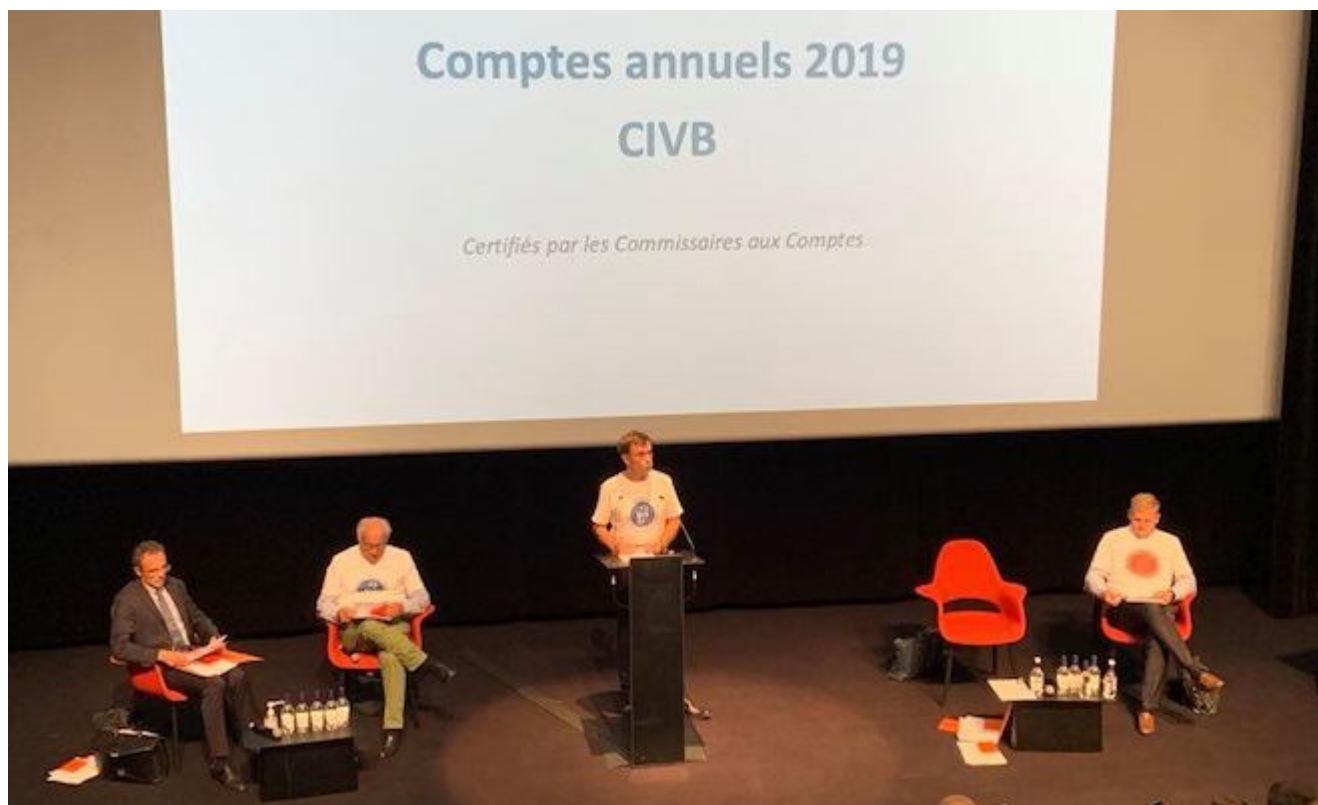 Comptes annuels 2019
CIVB
Certifiés par les Commissaires aux Comptes